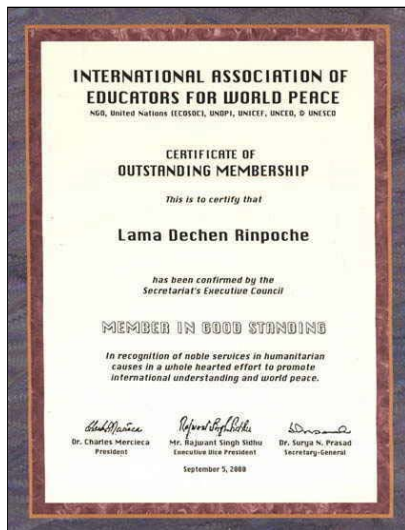 INTERNATIONAL ASSOCIATION OF
EDUCATORS FOR WORLD PEACE
NGO, United Nations (ECOSOC), UNDPI, UNICEF, UNCED, & UNESCO
CERTIFICATE OF
OUTSTANDING MEMBERSHIP
This is to certify that
Lama Dechen Rinpoche
has been confirmed by the
Secretariat's Executive Council
MEMBER IN GOOD STANDING
In recognition of noble services in humanitarian
causes in a whole hearted effort to promote
international understanding and world peace.
Dr. Charles Mercieca Mr. Rajwant Singh Sidhu Dr. Surya N. Prasad
President Executive Vice President Secretary-General
September 5, 2000